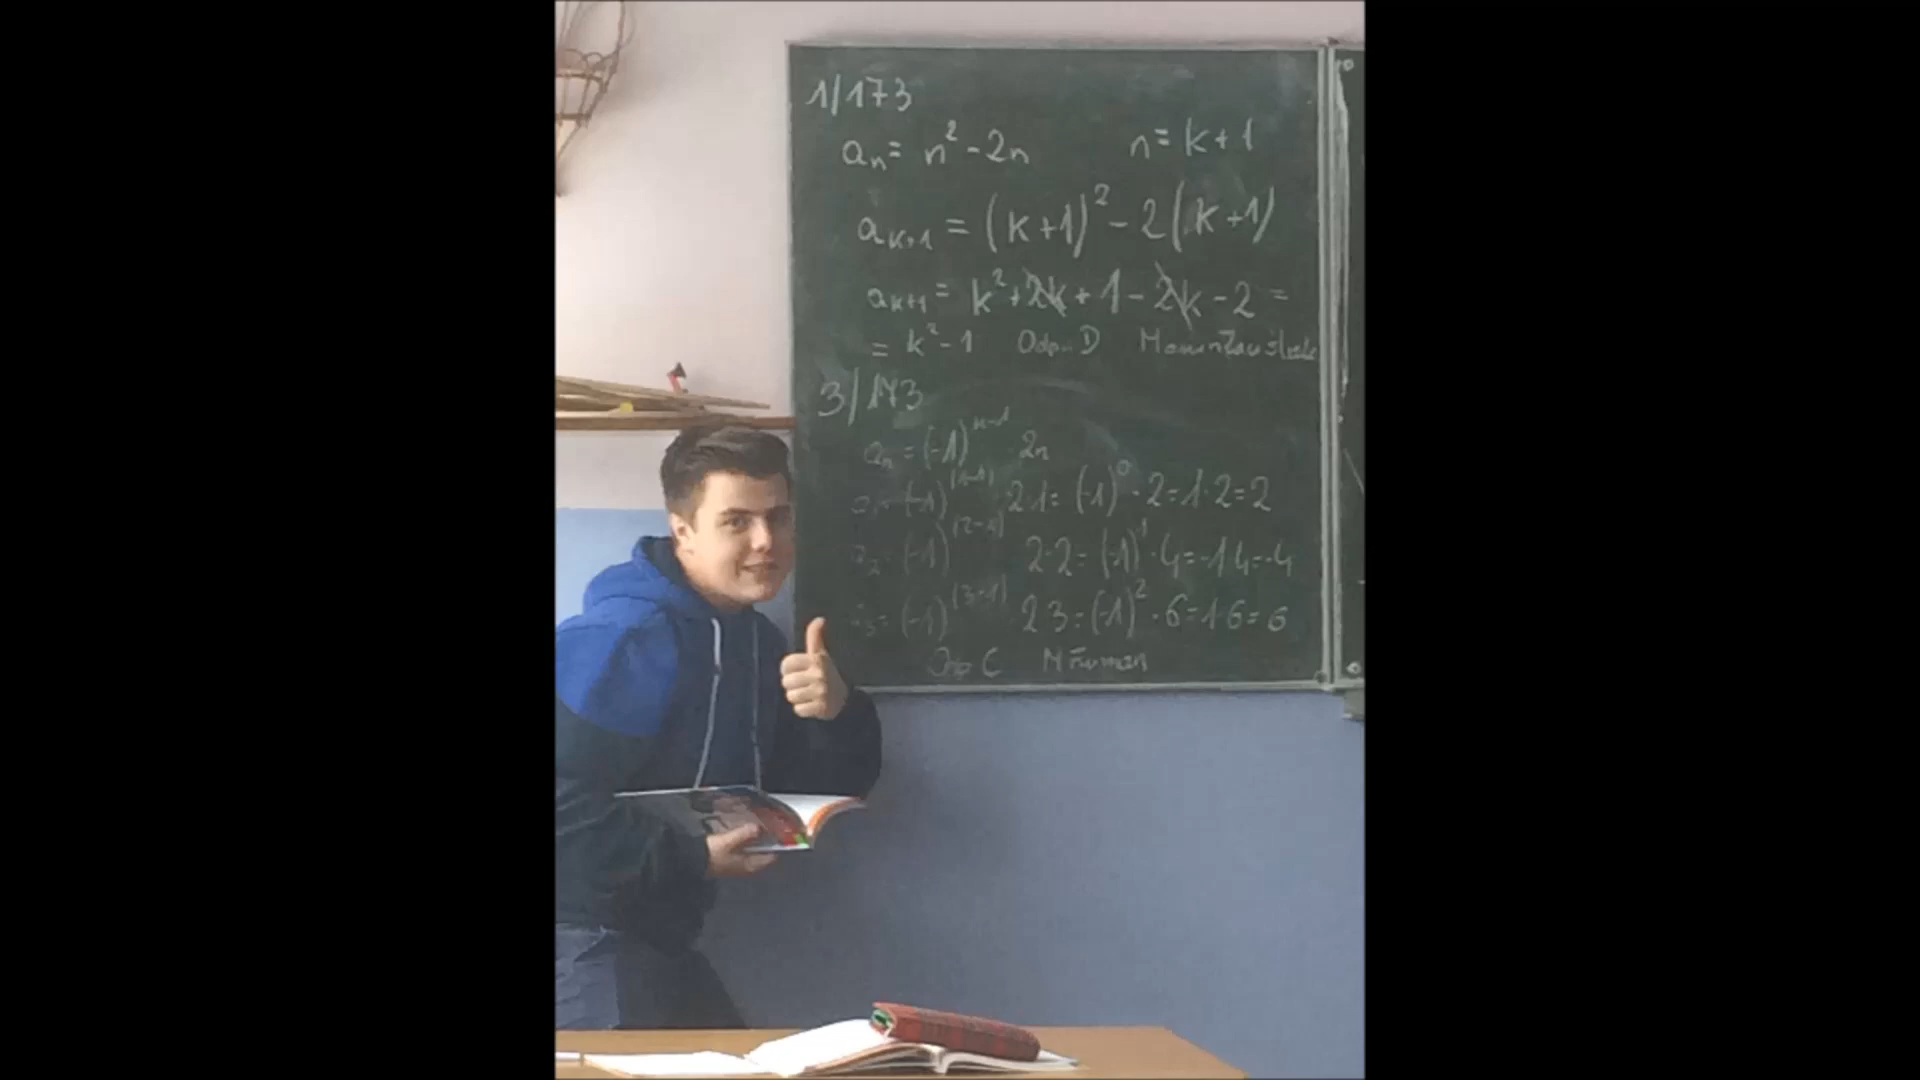 1/173
aₙ = n² - 2n n = k + 1
aₖ₊₁ = (k+1)² - 2(k+1)
aₖ₊₁ = k² + 2k + 1 - 2k - 2 =
= k² - 1 Odp. D
3/173
aₙ = (-1)ⁿ⁻¹ 2n
(-1)⁽¹⁻¹⁾ · 2·1 = (-1)⁰ · 2 = 1·2 = 2
a₂ = (-1)⁽²⁻¹⁾ 2·2 = (-1)¹ · 4 = -1·4 = -4
a₃ = (-1)⁽³⁻¹⁾ 2·3 = (-1)² · 6 = 1·6 = 6
Odp C